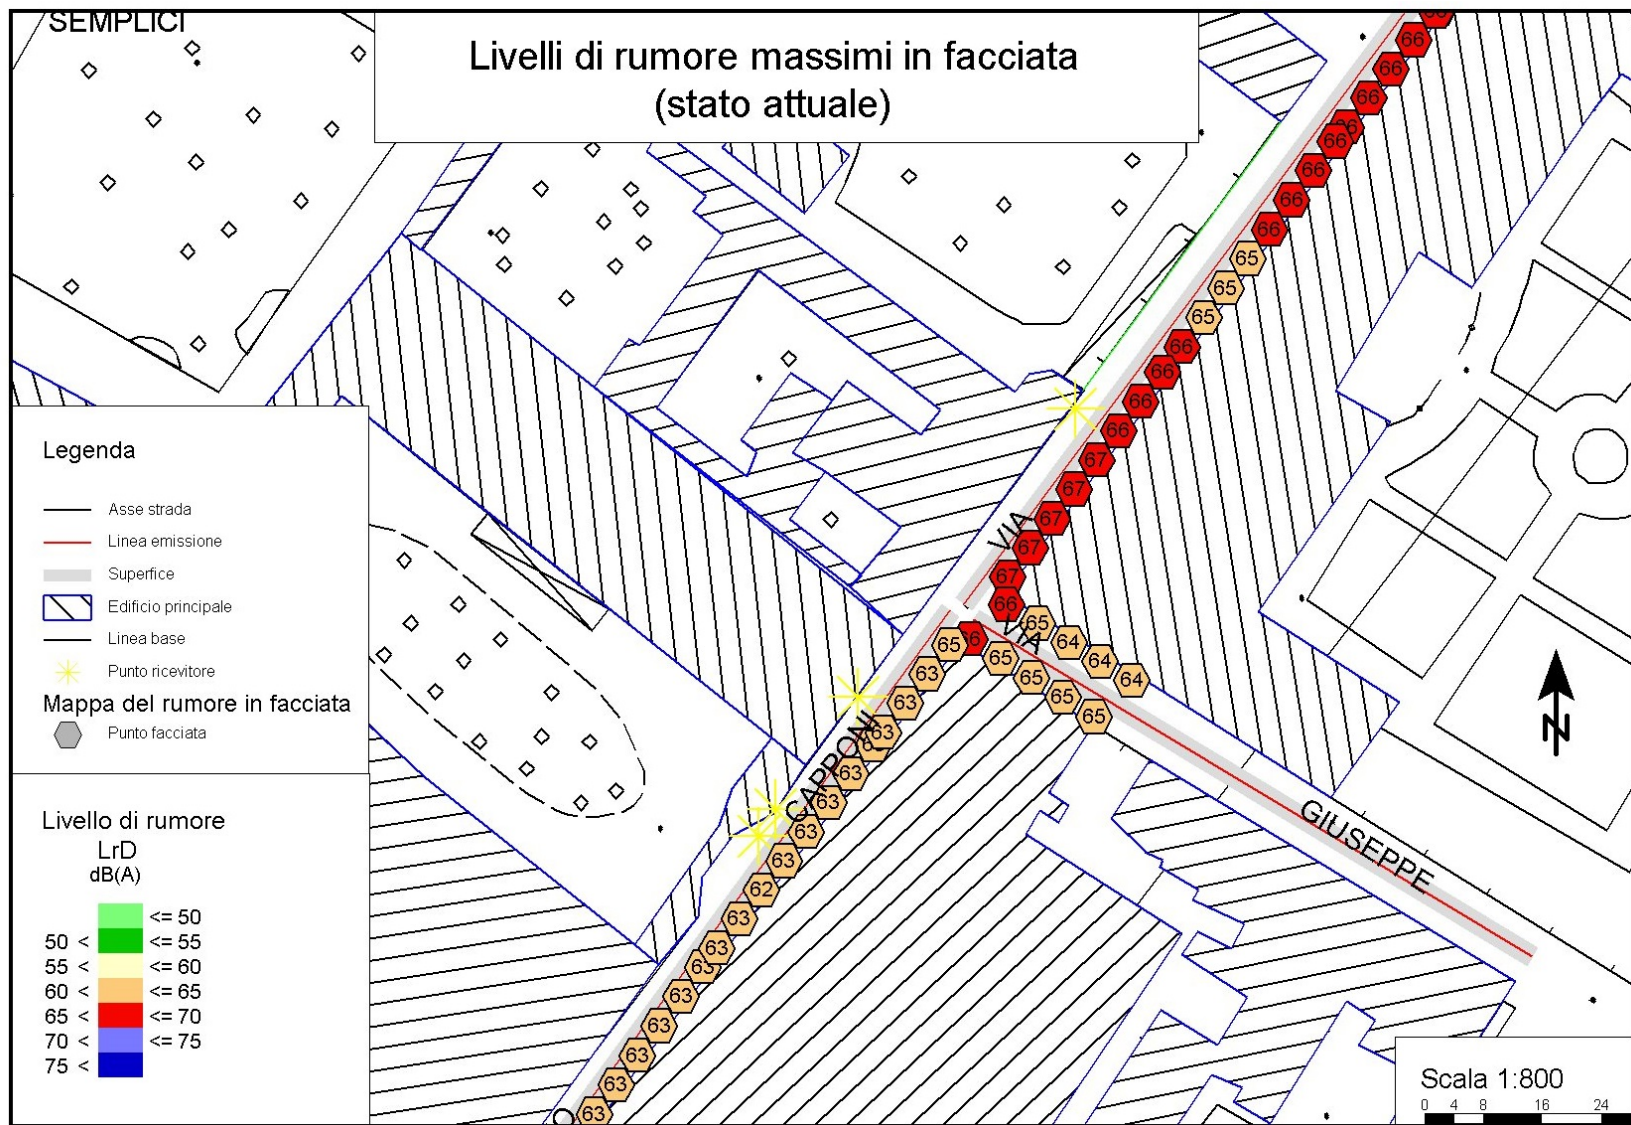 SEMPLICI
Livelli di rumore massimi in facciata
(stato attuale)
66
66
66
66
66
66
66
66
66
65
65
65
66
66
66
66
67
67
67
67
67
66
VIA
65
64
64
64
VIA
66
65
65
65
65
65
63
63
63
63
63
63
63
62
63
63
63
63
63
63
63
63
CAPPONI
GIUSEPPE
N
Legenda
Asse strada
Linea emissione
Superfice
Edificio principale
Linea base
Punto ricevitore
Mappa del rumore in facciata
Punto facciata
Livello di rumore
LrD
dB(A)
<= 50
50 < <= 55
55 < <= 60
60 < <= 65
65 < <= 70
70 < <= 75
75 <
O
Scala 1:800
0 4 8 16 24